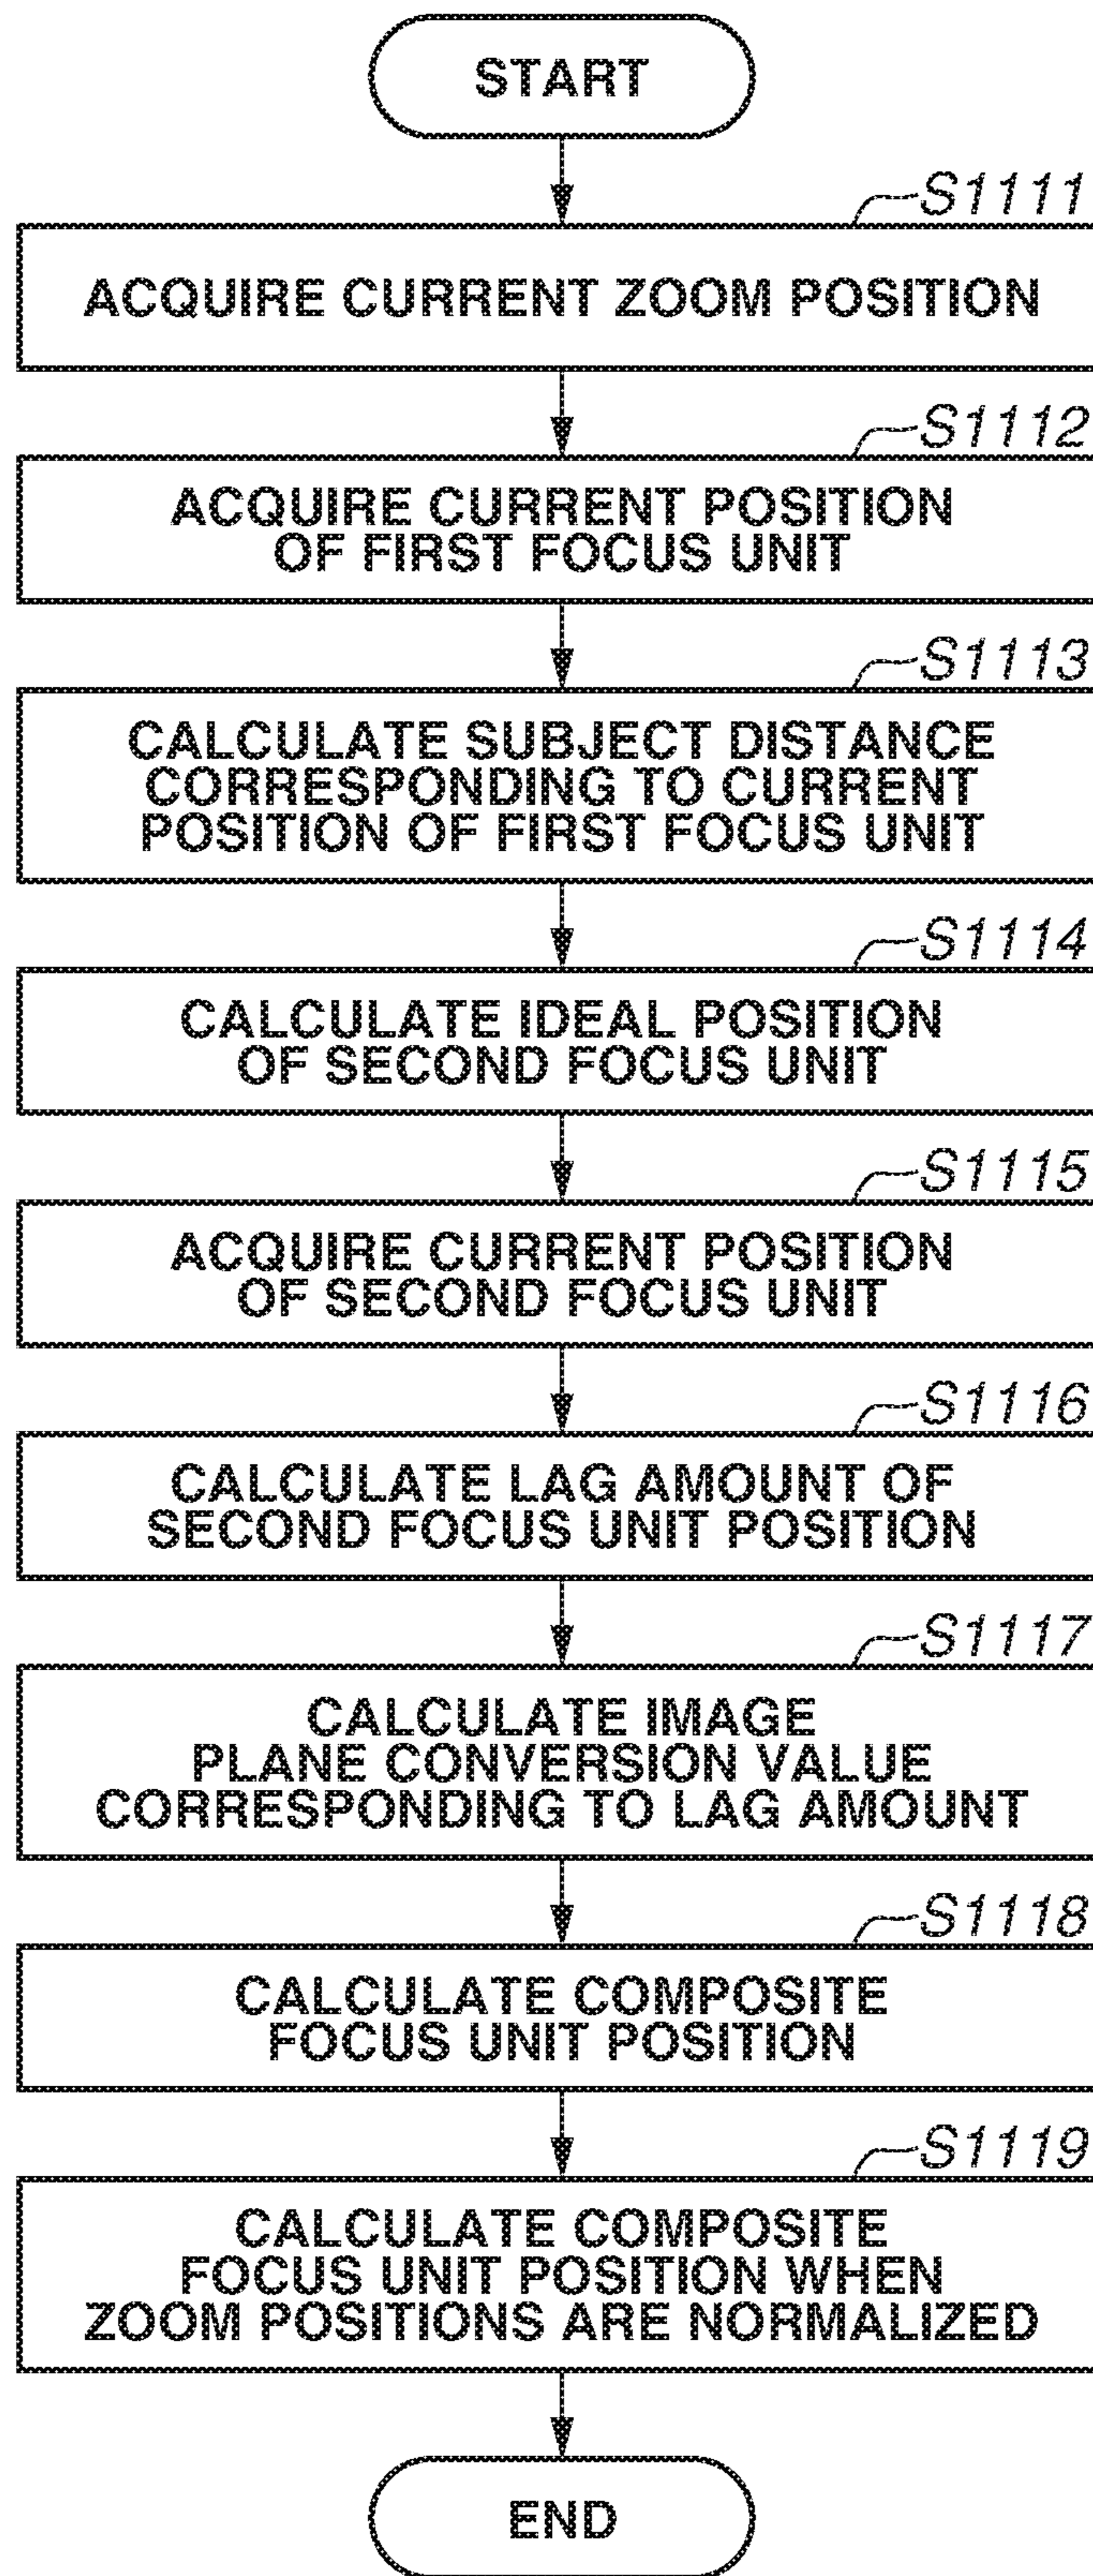 START
S1111
ACQUIRE CURRENT ZOOM POSITION
S1112
ACQUIRE CURRENT POSITION
OF FIRST FOCUS UNIT
S1113
CALCULATE SUBJECT DISTANCE
CORRESPONDING TO CURRENT
POSITION OF FIRST FOCUS UNIT
S1114
CALCULATE IDEAL POSITION
OF SECOND FOCUS UNIT
S1115
ACQUIRE CURRENT POSITION
OF SECOND FOCUS UNIT
S1116
CALCULATE LAG AMOUNT OF
SECOND FOCUS UNIT POSITION
S1117
CALCULATE IMAGE
PLANE CONVERSION VALUE
CORRESPONDING TO LAG AMOUNT
S1118
CALCULATE COMPOSITE
FOCUS UNIT POSITION
S1119
CALCULATE COMPOSITE
FOCUS UNIT POSITION WHEN
ZOOM POSITIONS ARE NORMALIZED
END